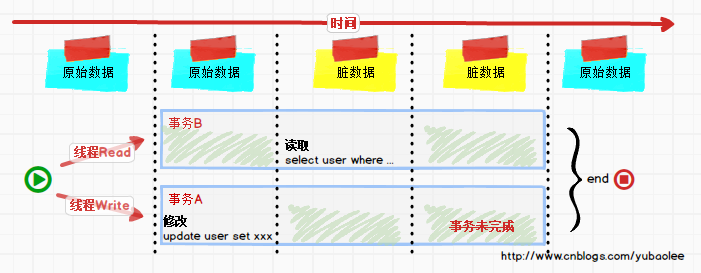 时间
原始数据
原始数据
脏数据
脏数据
原始数据
事务B
线程Read
读取
select user where ...
end
线程Write
事务A
修改
update user set xxx
事务未完成
http://www.cnblogs.com/yubaolee